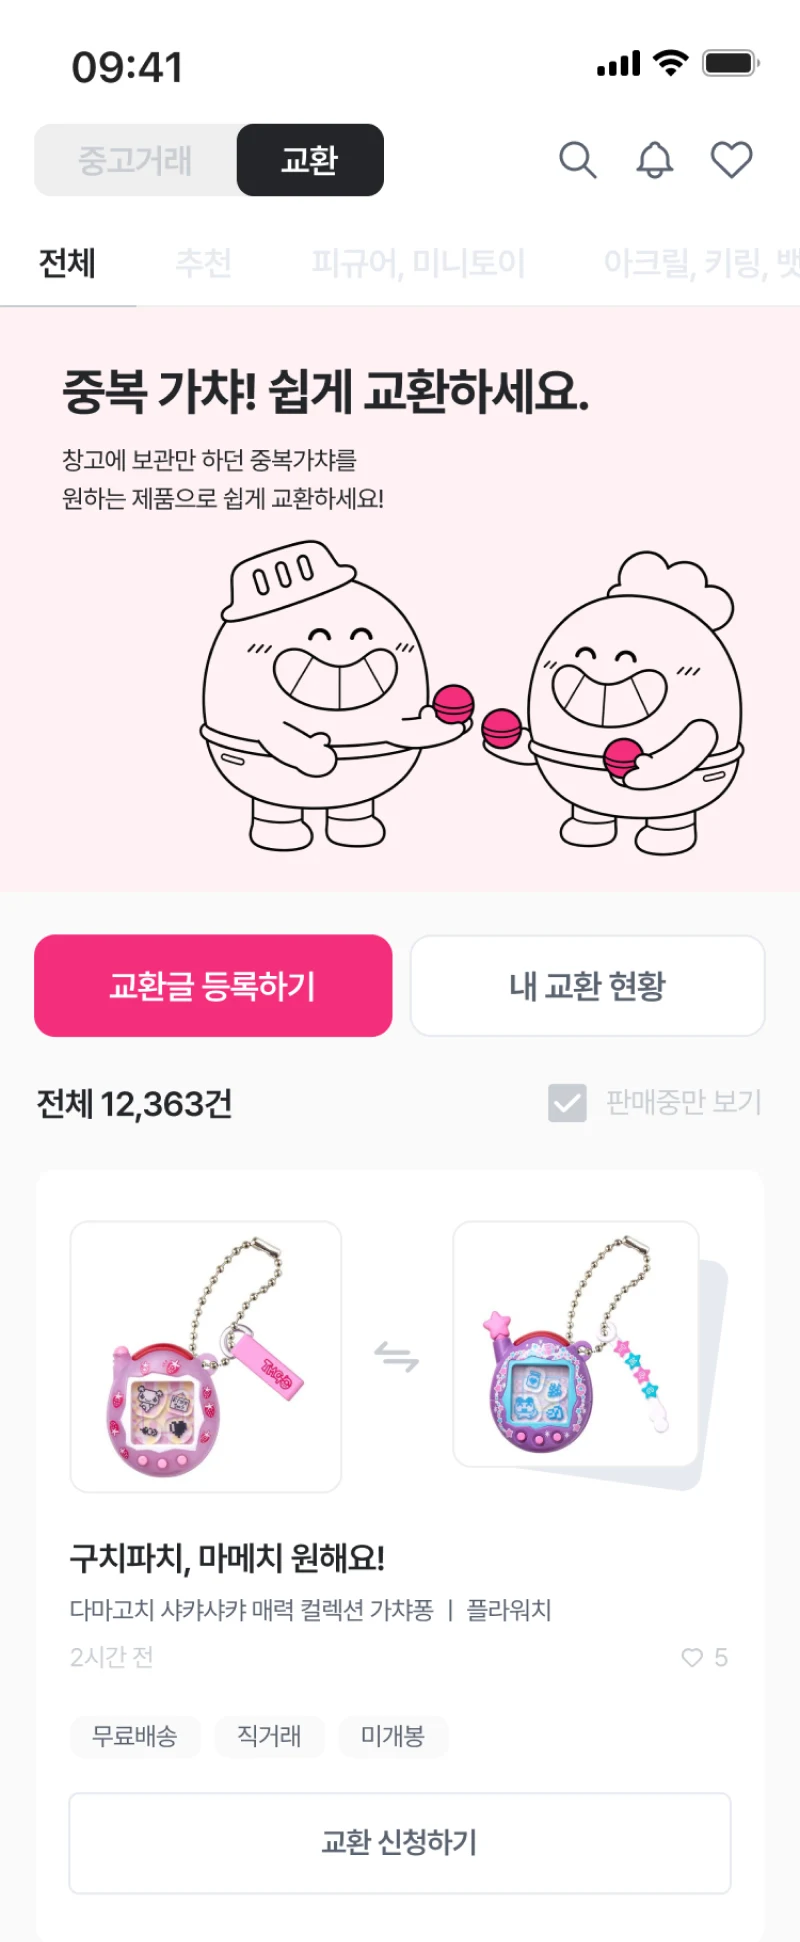 09:41
중고거래 교환
전체 추천 피규어, 미니토이 아크릴, 키링, 뱃
중복 가챠! 쉽게 교환하세요.
창고에 보관만 하던 중복가챠를
원하는 제품으로 쉽게 교환하세요!
교환글 등록하기 내 교환 현황
전체 12,363건 판매중만 보기
구치파치, 마메치 원해요!
다마고치 샤캬샤캬 매력 컬렉션 가챠퐁 | 플라워치
2시간 전 5
무료배송 직거래 미개봉
교환 신청하기